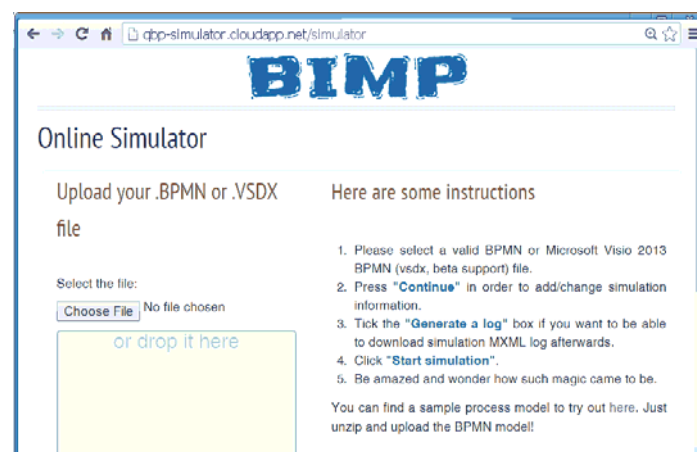 qbp-simulator.cloudapp.net/simulator
BIMP
Online Simulator
Upload your .BPMN or .VSDX
file
Select the file:
Choose File No file chosen
or drop it here
Here are some instructions
1. Please select a valid BPMN or Microsoft Visio 2013
BPMN (vsdx, beta support) file.
2. Press "Continue" in order to add/change simulation
information.
3. Tick the "Generate a log" box if you want to be able
to download simulation MXML log afterwards.
4. Click "Start simulation".
5. Be amazed and wonder how such magic came to be.
You can find a sample process model to try out here. Just
unzip and upload the BPMN model!